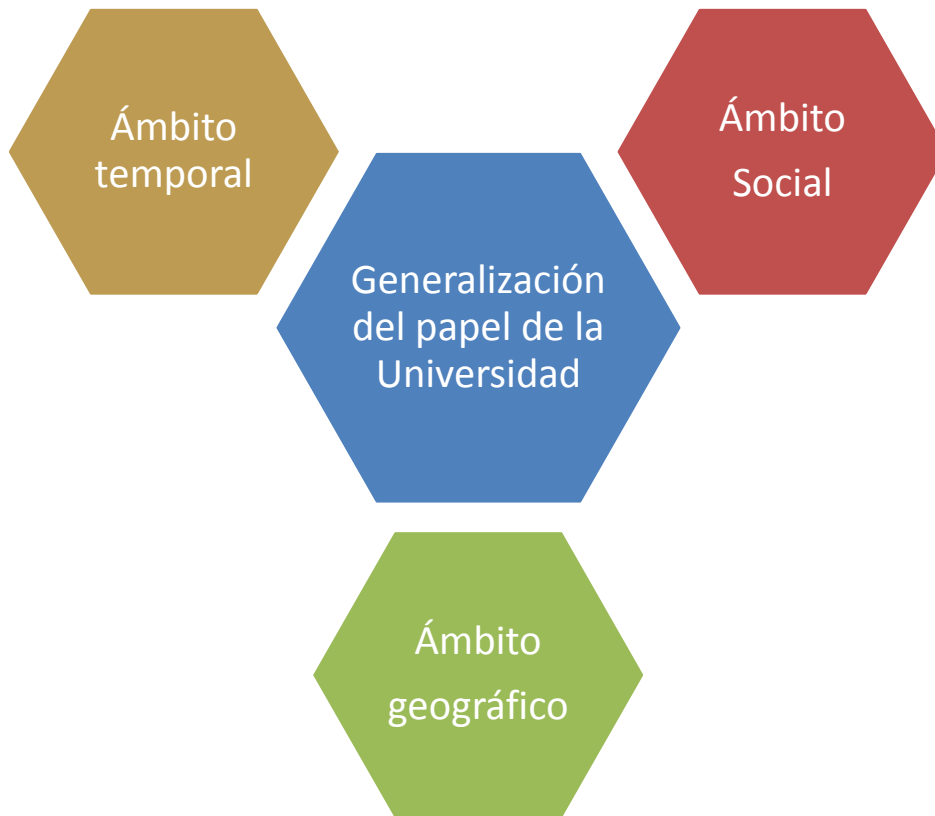 Ámbito
temporal
Ámbito
Social
Generalización
del papel de la
Universidad
Ámbito
geográfico